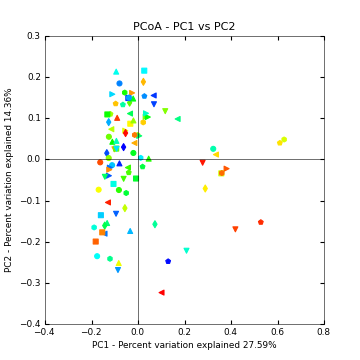 PCoA - PC1 vs PC2
0.3
0.2
0.1
0.0
−0.1
−0.2
−0.3
−0.4
−0.4 −0.2 0.0 0.2 0.4 0.6 0.8
PC2 - Percent variation explained 14.36%
PC1 - Percent variation explained 27.59%